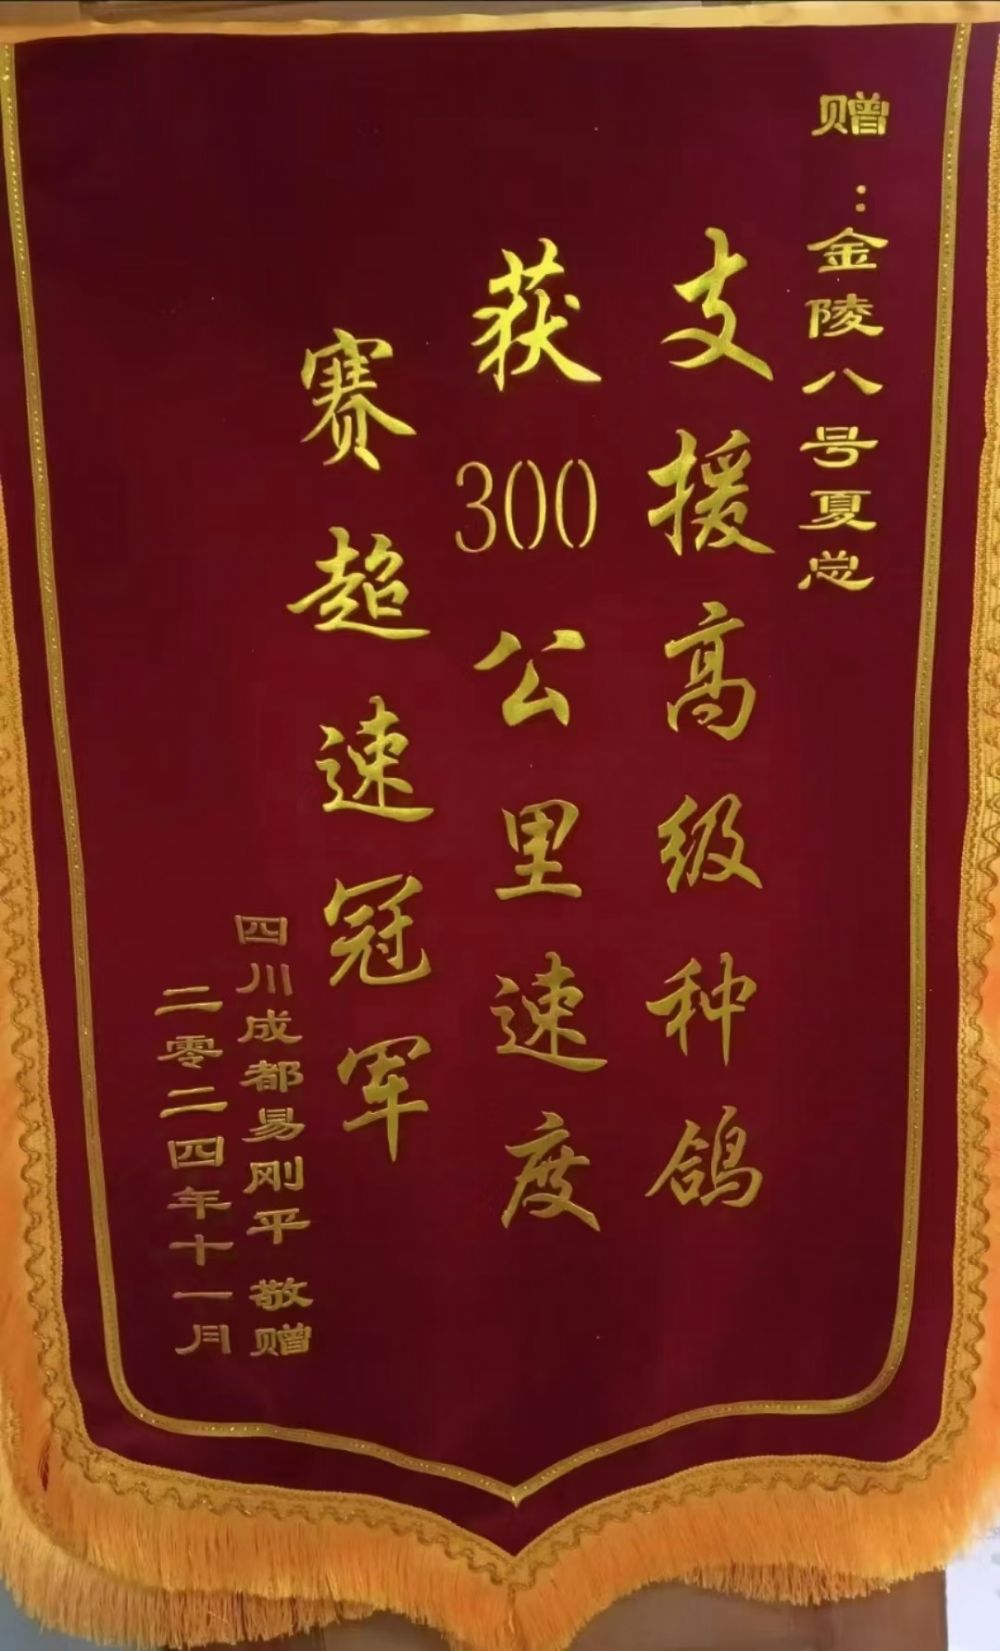 赠：金陵八号夏总
支援高级种鸽
获300公里速度
赛超速冠军
四川成都易刚平 敬赠
二零二四年十一月